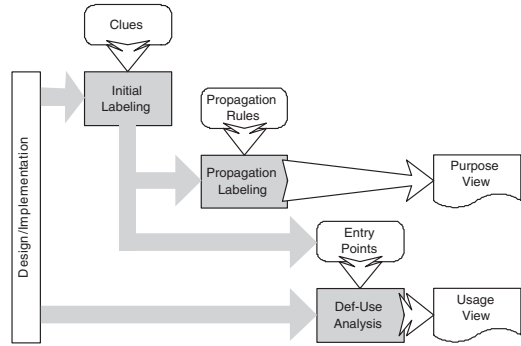 Clues
Initial
Labeling
Design/Implementation
Propagation
Rules
Propagation
Labeling
Purpose
View
Entry
Points
Def-Use
Analysis
Usage
View